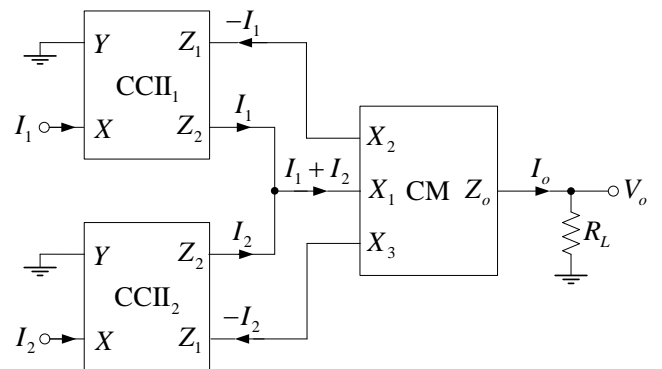 −I₁
Y Z₁
CCII₁
I₁ X Z₂ I₁
X₂
I₁ + I₂ X₁ CM Zₒ Iₒ Vₒ
X₃ R_L
Y Z₂ I₂
CCII₂
I₂ X Z₁ −I₂